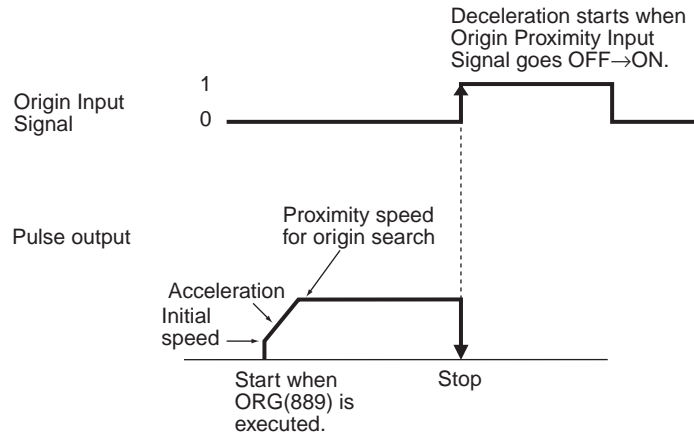 Deceleration starts when
Origin Proximity Input
Signal goes OFF→ON.
1
Origin Input
Signal
0
Proximity speed
for origin search
Pulse output
Acceleration
Initial
speed
Start when
ORG(889) is
executed.
Stop